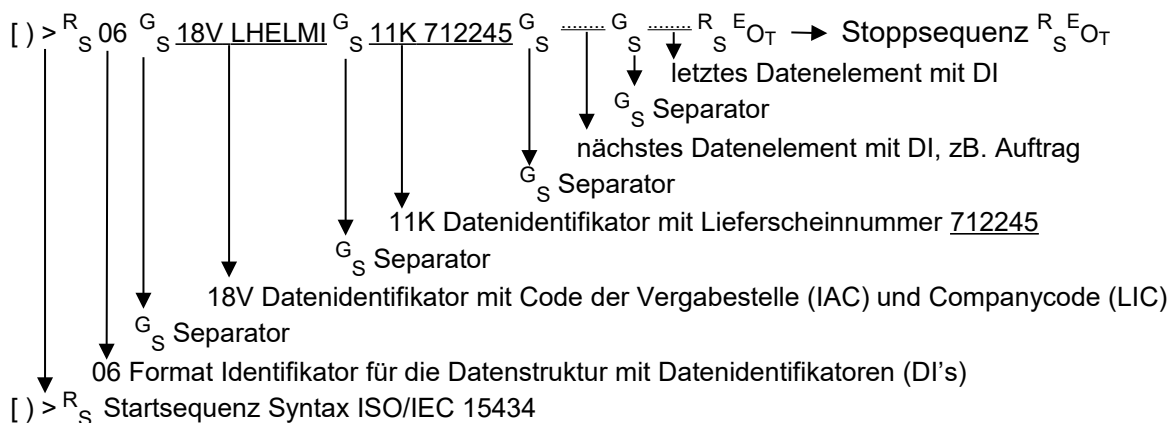 [ ) > RS 06 GS 18V LHELMI GS 11K 712245 GS ........ GS ........ RS EOT → Stoppsequenz RS EOT
letztes Datenelement mit DI
GS Separator
nächstes Datenelement mit DI, zB. Auftrag
GS Separator
11K Datenidentifikator mit Lieferscheinnummer 712245
GS Separator
18V Datenidentifikator mit Code der Vergabestelle (IAC) und Companycode (LIC)
GS Separator
06 Format Identifikator für die Datenstruktur mit Datenidentifikatoren (DI's)
[ ) > RS Startsequenz Syntax ISO/IEC 15434